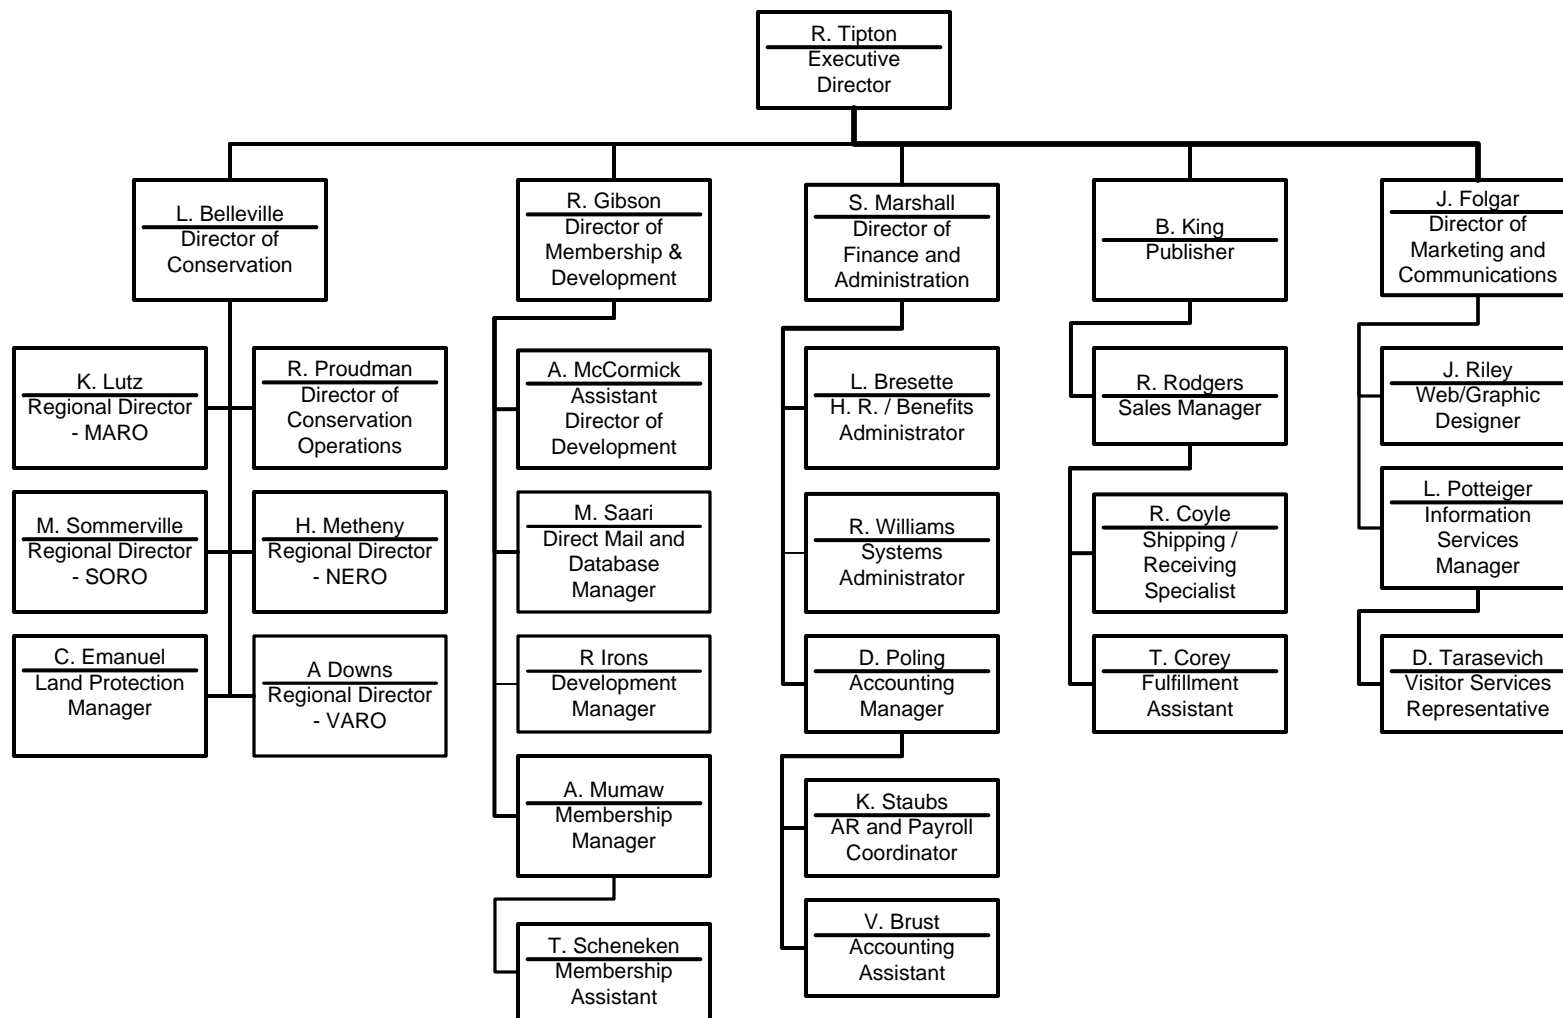 R. Tipton
Executive
Director
L. Belleville
Director of
Conservation
R. Gibson
Director of
Membership &
Development
S. Marshall
Director of
Finance and
Administration
B. King
Publisher
J. Folgar
Director of
Marketing and
Communications
K. Lutz
Regional Director
- MARO
R. Proudman
Director of
Conservation
Operations
A. McCormick
Assistant
Director of
Development
L. Bresette
H. R. / Benefits
Administrator
R. Rodgers
Sales Manager
J. Riley
Web/Graphic
Designer
M. Sommerville
Regional Director
- SORO
H. Metheny
Regional Director
- NERO
M. Saari
Direct Mail and
Database
Manager
R. Williams
Systems
Administrator
R. Coyle
Shipping /
Receiving
Specialist
L. Potteiger
Information
Services
Manager
C. Emanuel
Land Protection
Manager
A Downs
Regional Director
- VARO
R Irons
Development
Manager
D. Poling
Accounting
Manager
T. Corey
Fulfillment
Assistant
D. Tarasevich
Visitor Services
Representative
A. Mumaw
Membership
Manager
K. Staubs
AR and Payroll
Coordinator
T. Scheneken
Membership
Assistant
V. Brust
Accounting
Assistant